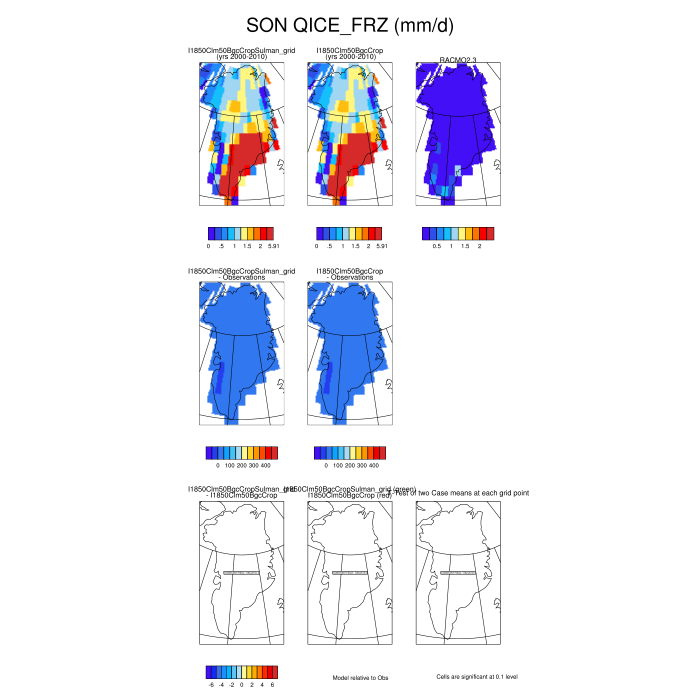 SON QICE_FRZ (mm/d)
I1850Clm50BgcCropSulman_grid
(yrs 2000-2010)
I1850Clm50BgcCrop
(yrs 2000-2010)
RACMO2.3
0 .5 1 1.5 2 5.91
0 .5 1 1.5 2 5.91
0.5 1 1.5 2
I1850Clm50BgcCropSulman_grid
- Observations
I1850Clm50BgcCrop
- Observations
0 100 200 300 400
0 100 200 300 400
I1850Clm50BgcCropSulman_grid
- I1850Clm50BgcCrop
I1850Clm50BgcCropSulman_grid (green)
I1850Clm50BgcCrop (red)
-Test of two Case means at each grid point
-6 -4 -2 0 2 4 6
Model relative to Obs
Cells are significant at 0.1 level